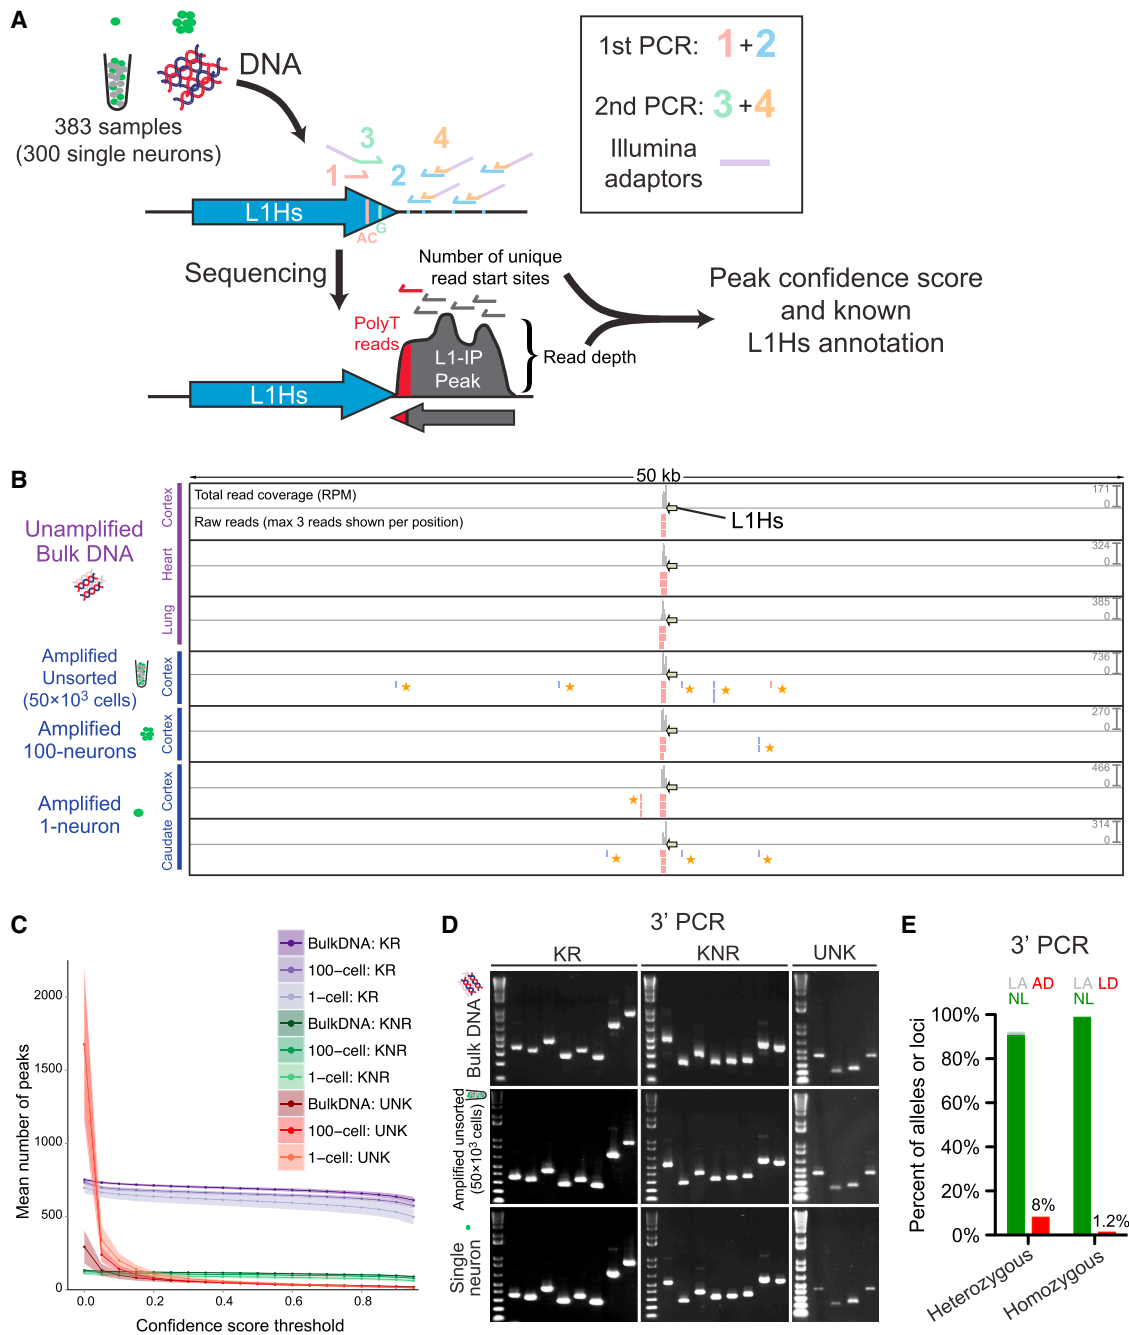 A
DNA
383 samples
(300 single neurons)
1st PCR: 1+2
2nd PCR: 3+4
Illumina
adaptors
3
4
1
2
L1Hs
AC
G
Sequencing
Number of unique
read start sites
PolyT
reads
L1-IP
Peak
Read depth
L1Hs
Peak confidence score
and known
L1Hs annotation
B
50 kb
Unamplified
Bulk DNA
Cortex
Total read coverage (RPM)
Raw reads (max 3 reads shown per position)
L1Hs
171
0
Heart
324
0
Lung
385
0
Amplified
Unsorted
(50×10³ cells)
Cortex
736
0
Amplified
100-neurons
Cortex
270
0
Amplified
1-neuron
Cortex
466
0
Caudate
314
0
C
Mean number of peaks
2000
1500
1000
500
0
0.0
0.2
0.4
0.6
0.8
Confidence score threshold
BulkDNA: KR
100-cell: KR
1-cell: KR
BulkDNA: KNR
100-cell: KNR
1-cell: KNR
BulkDNA: UNK
100-cell: UNK
1-cell: UNK
D
3' PCR
KR
KNR
UNK
Bulk DNA
Amplified unsorted
(50×10³ cells)
Single
neuron
E
3' PCR
LA AD
NL
LA LD
NL
Percent of alleles or loci
100%
80%
60%
40%
20%
0%
8%
1.2%
Heterozygous
Homozygous